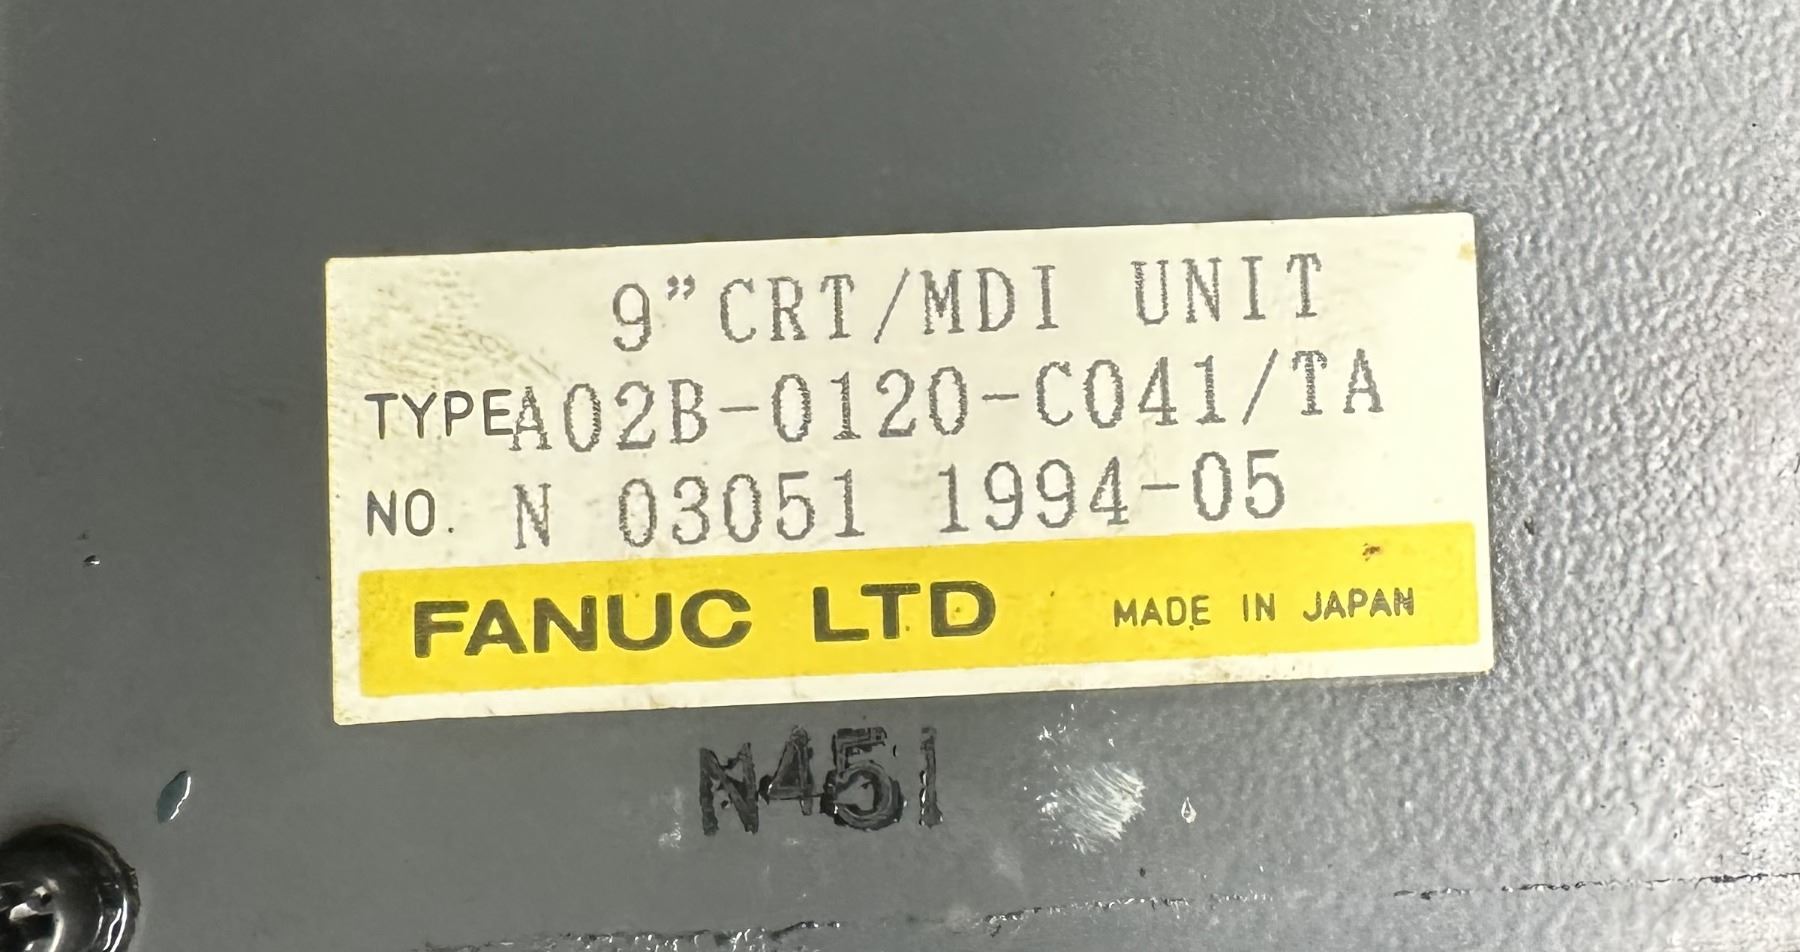 9"CRT/MDI UNIT
TYPE A02B-0120-C041/TA
NO. N 03051 1994-05
FANUC LTD MADE IN JAPAN
N451